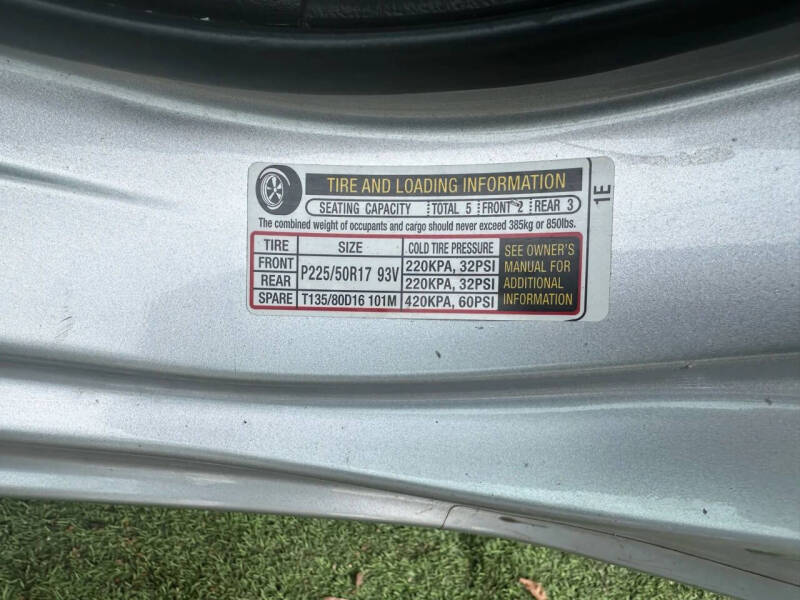 TIRE AND LOADING INFORMATION
SEATING CAPACITY TOTAL 5 FRONT 2 REAR 3
The combined weight of occupants and cargo should never exceed 385kg or 850lbs.
TIRE SIZE COLD TIRE PRESSURE
FRONT P225/50R17 93V 220KPA, 32PSI
REAR 220KPA, 32PSI
SPARE T135/80D16 101M 420KPA, 60PSI
SEE OWNER'S
MANUAL FOR
ADDITIONAL
INFORMATION
1E